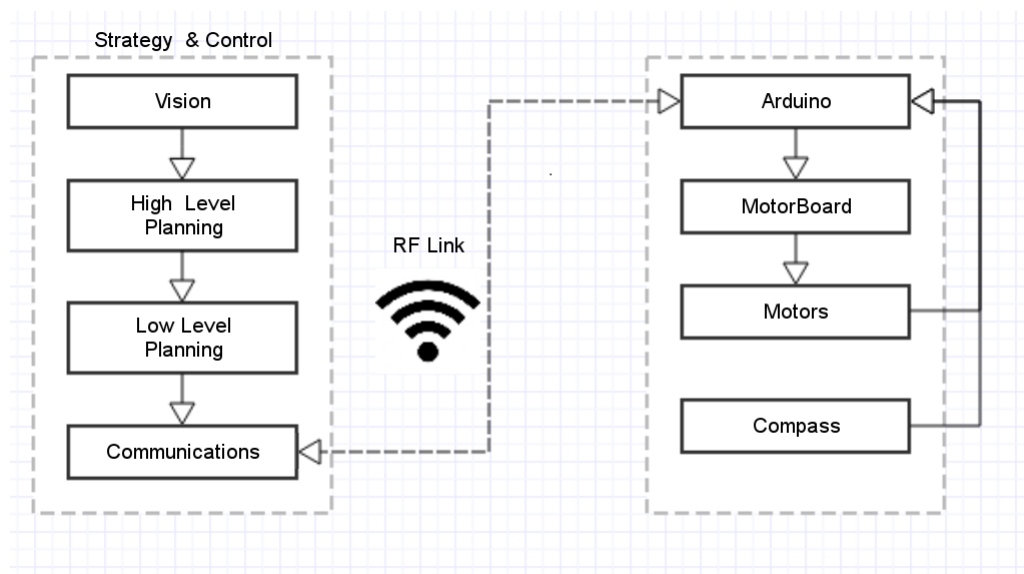 Strategy & Control
Vision
High Level
Planning
Low Level
Planning
Communications
RF Link
Arduino
MotorBoard
Motors
Compass